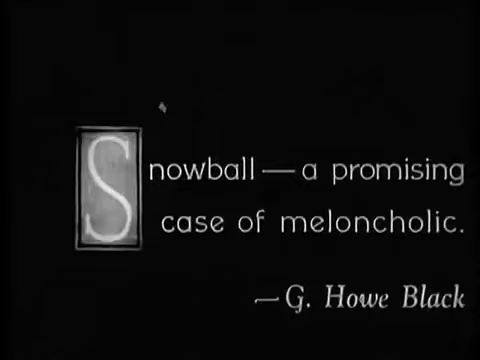 Snowball — a promising
case of meloncholic.
— G. Howe Black